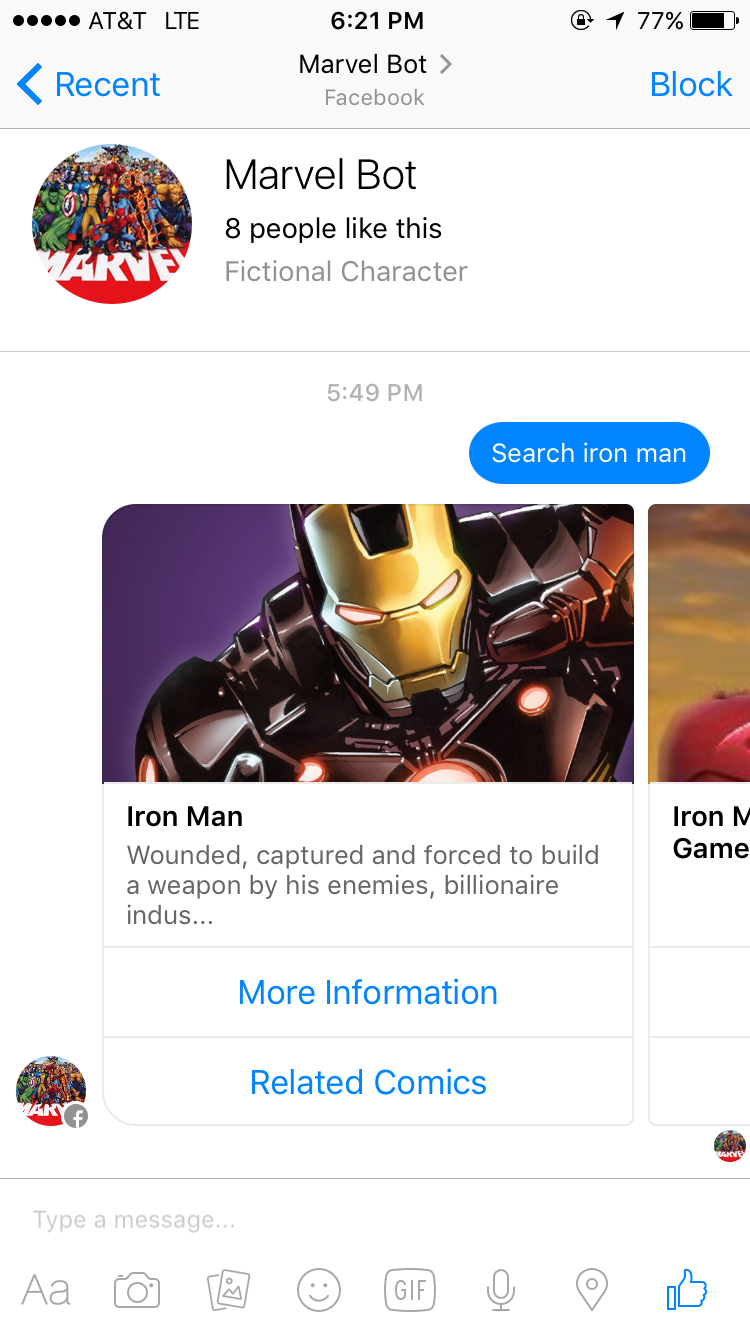 AT&T LTE 6:21 PM 77%
Recent Marvel Bot Block
Facebook
MARVEL
Marvel Bot
8 people like this
Fictional Character
5:49 PM
Search iron man
Iron Man
Wounded, captured and forced to build
a weapon by his enemies, billionaire
indus...
More Information
Related Comics
Iron M
Game
MARVEL
f
MARVEL
Type a message...
Aa GIF